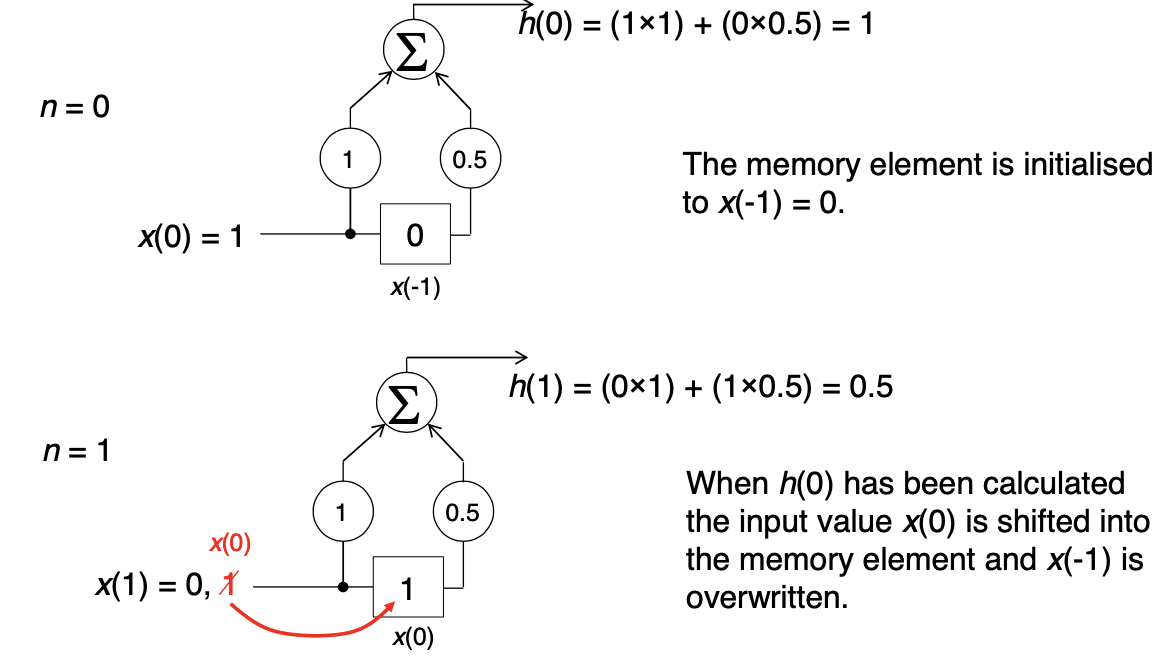 h(0) = (1×1) + (0×0.5) = 1
Σ
n = 0
1
0.5
The memory element is initialised
to x(-1) = 0.
x(0) = 1
0
x(-1)
h(1) = (0×1) + (1×0.5) = 0.5
Σ
n = 1
1
0.5
When h(0) has been calculated
the input value x(0) is shifted into
the memory element and x(-1) is
overwritten.
x(0)
x(1) = 0, 1
1
x(0)